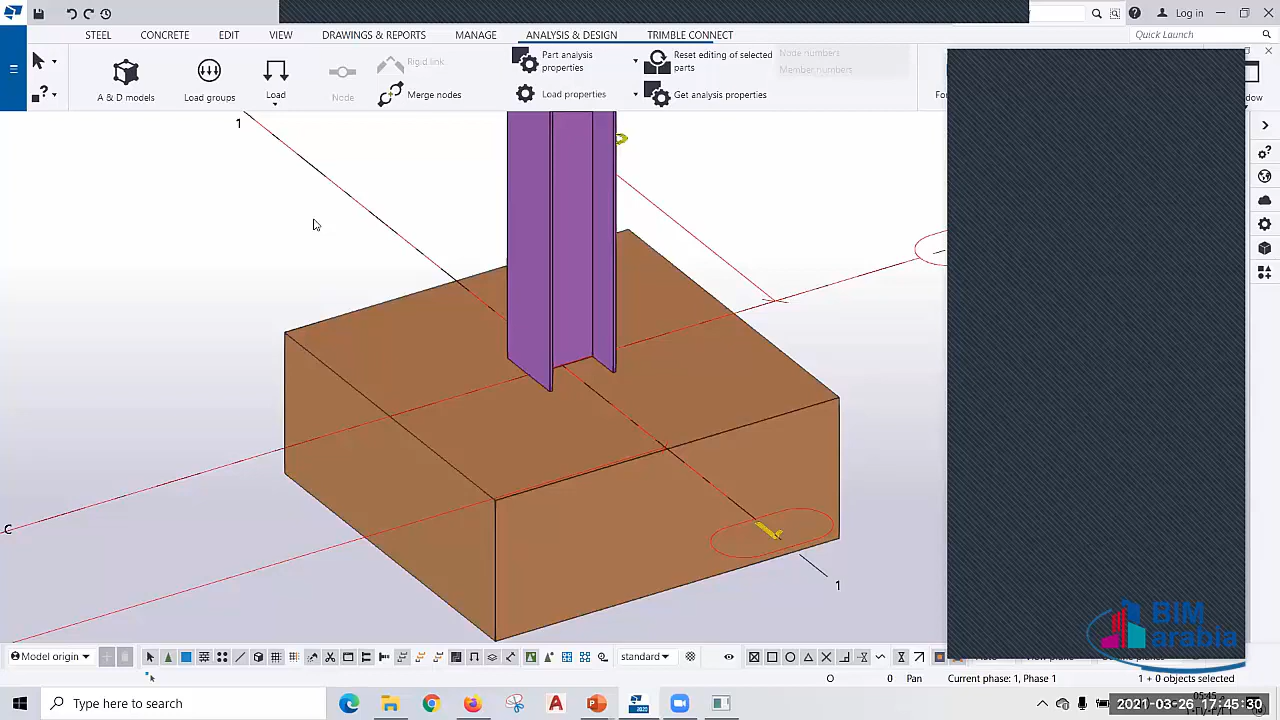 Log in
STEEL CONCRETE EDIT VIEW DRAWINGS & REPORTS MANAGE ANALYSIS & DESIGN TRIMBLE CONNECT
Quick Launch
A & D models
Load groups
Load
Node
Rigid link
Merge nodes
Part analysis
properties
Load properties
Reset editing of selected
parts
Get analysis properties
Node numbers
Member numbers
1
C
1
BIM
arabia
Model origin
standard
O 0 Pan Current phase: 1, Phase 1 1 + 0 objects selected
Type here to search
2021-03-26 17:45:30